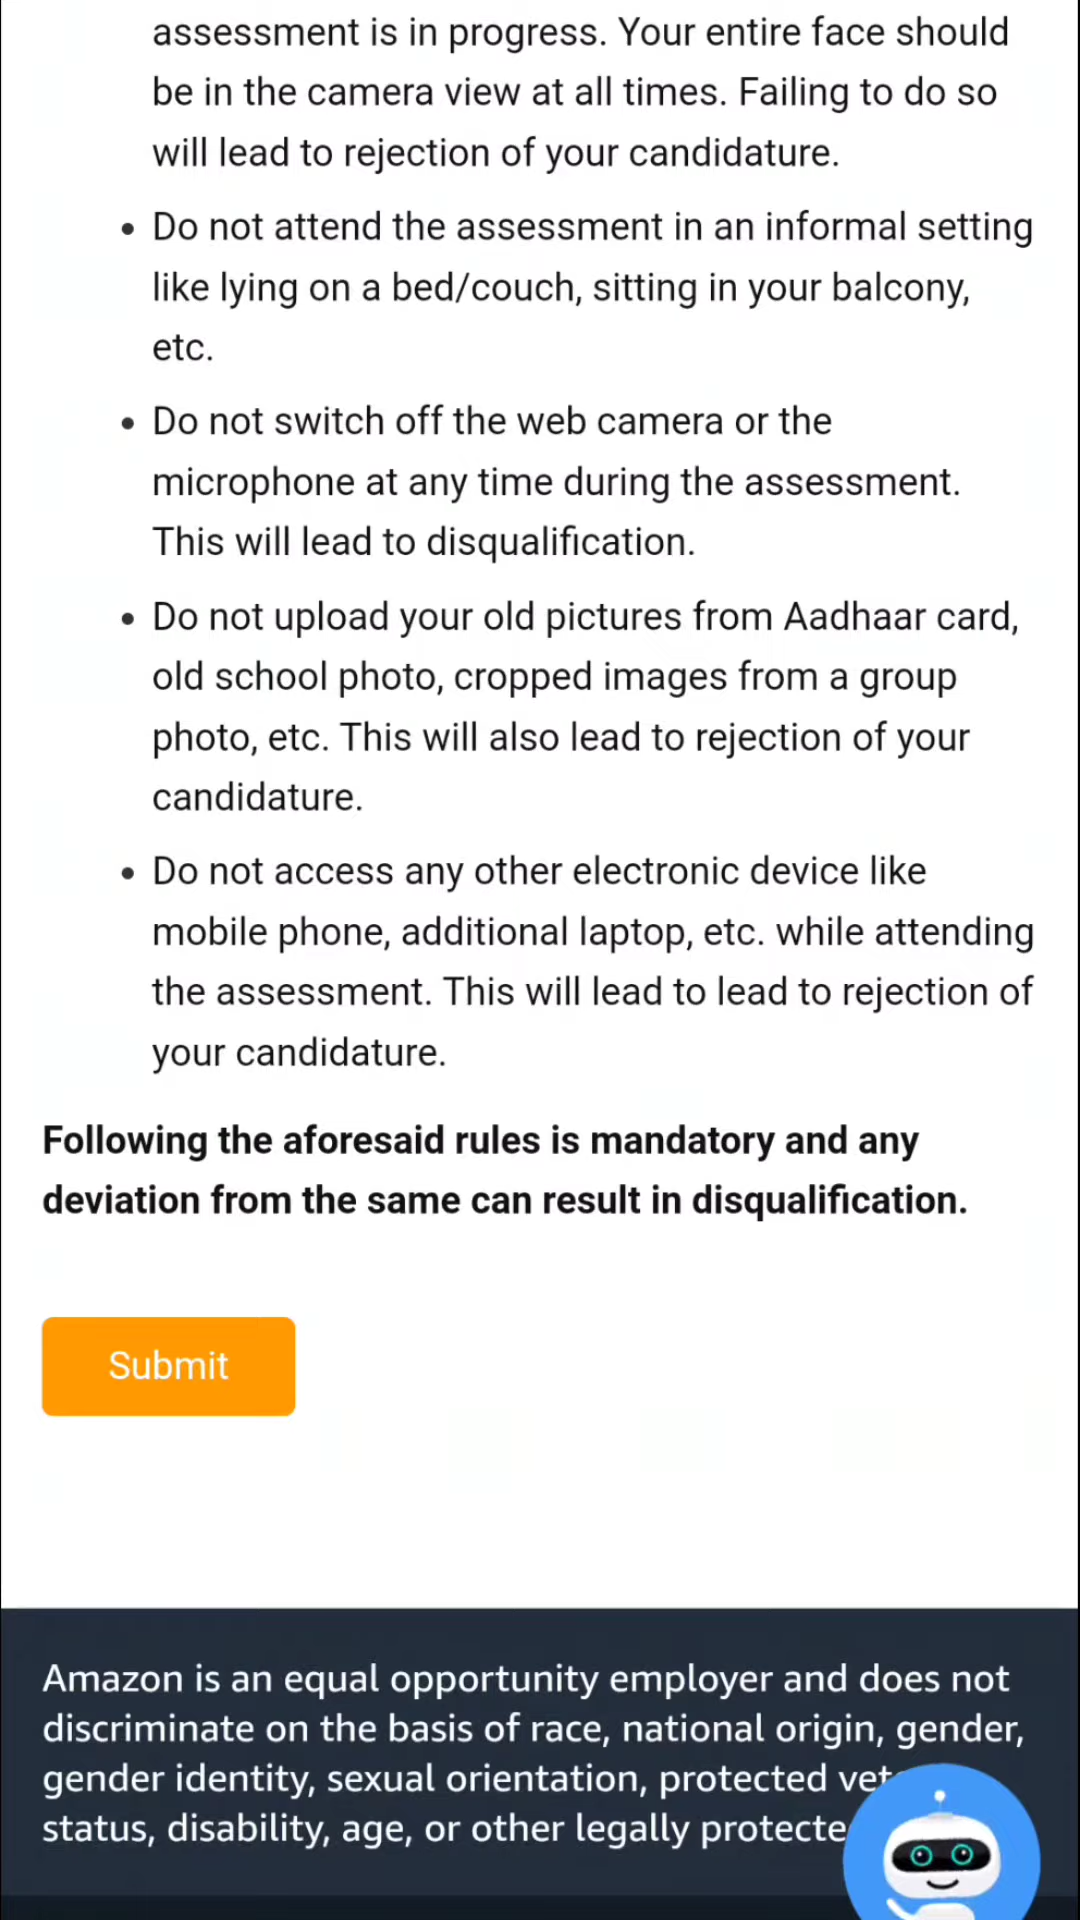 assessment is in progress. Your entire face should
be in the camera view at all times. Failing to do so
will lead to rejection of your candidature.
• Do not attend the assessment in an informal setting
like lying on a bed/couch, sitting in your balcony,
etc.
• Do not switch off the web camera or the
microphone at any time during the assessment.
This will lead to disqualification.
• Do not upload your old pictures from Aadhaar card,
old school photo, cropped images from a group
photo, etc. This will also lead to rejection of your
candidature.
• Do not access any other electronic device like
mobile phone, additional laptop, etc. while attending
the assessment. This will lead to lead to rejection of
your candidature.
Following the aforesaid rules is mandatory and any
deviation from the same can result in disqualification.
Submit
Amazon is an equal opportunity employer and does not
discriminate on the basis of race, national origin, gender,
gender identity, sexual orientation, protected
status, disability, age, or other legally